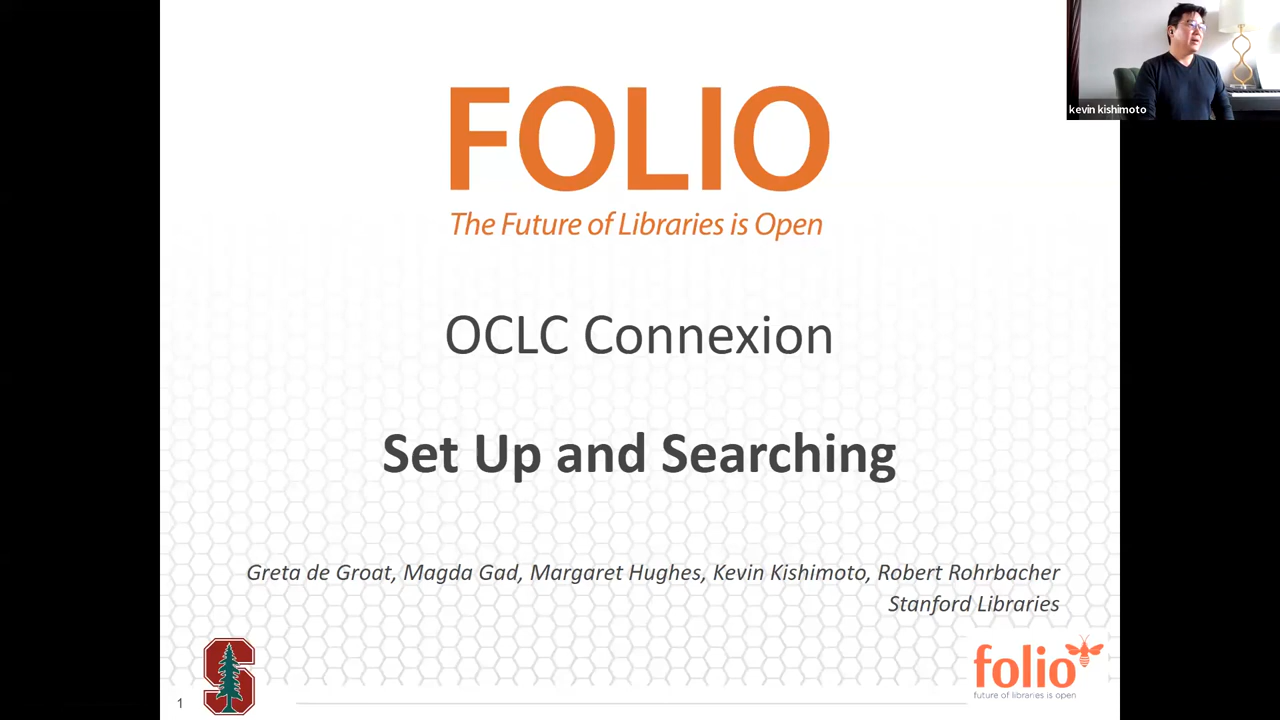 kevin kishimoto
FOLIO
The Future of Libraries is Open
OCLC Connexion
Set Up and Searching
Greta de Groat, Magda Gad, Margaret Hughes, Kevin Kishimoto, Robert Rohrbacher
Stanford Libraries
S
folio
future of libraries is open
1